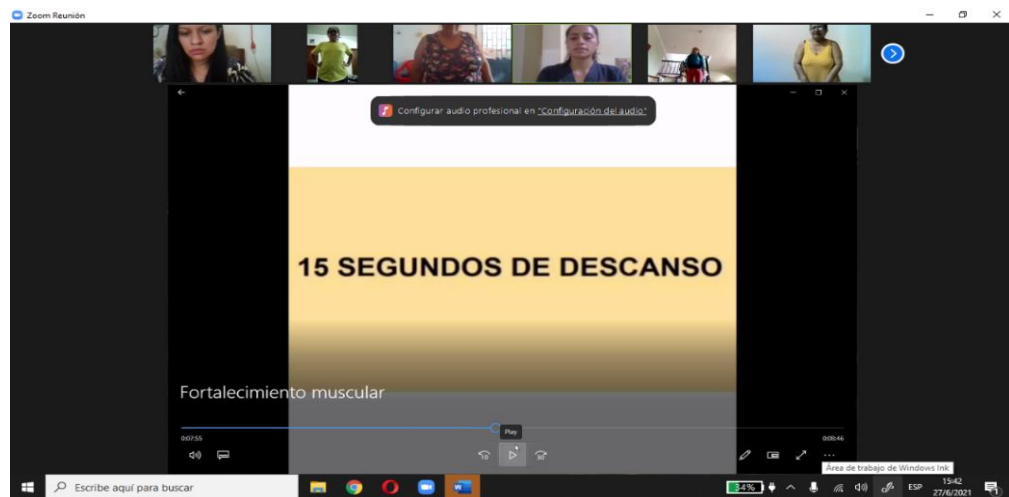 Zoom Reunión
Configurar audio profesional en "Configuración del audio"
15 SEGUNDOS DE DESCANSO
Fortalecimiento muscular
Play
0:07:55
0:08:46
10
30
Área de trabajo de Windows Ink
Escribe aquí para buscar
34%
ESP
15:42
27/6/2021